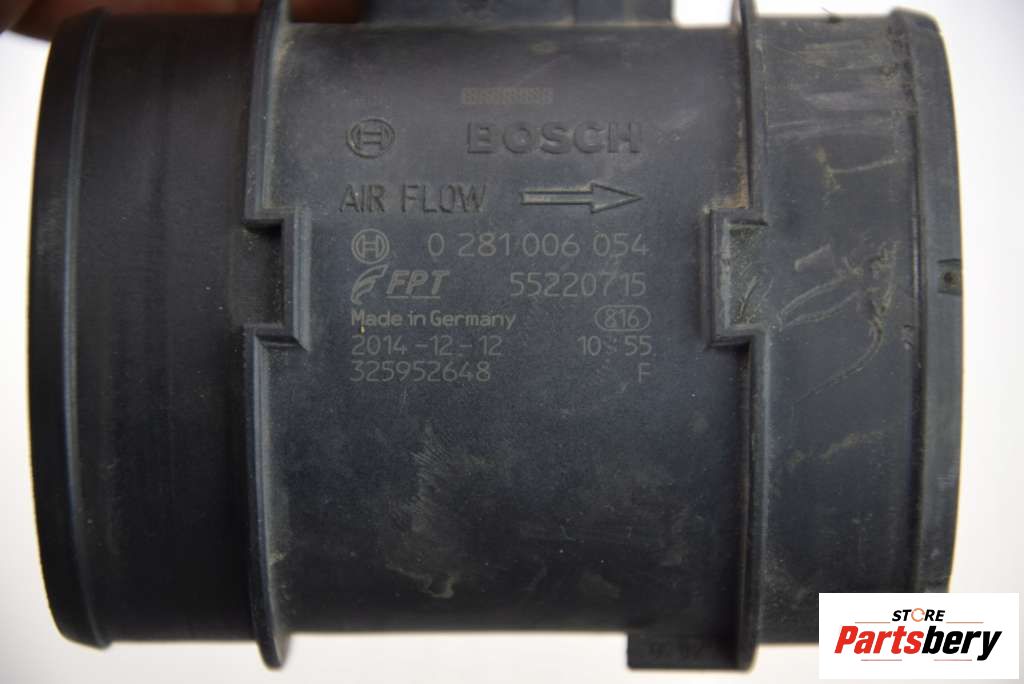 BOSCH
AIR FLOW
0 281 006 054
FPT 55220715
Made in Germany 816
2014-12-12 10 55
325952648 F
STORE
Partsbery